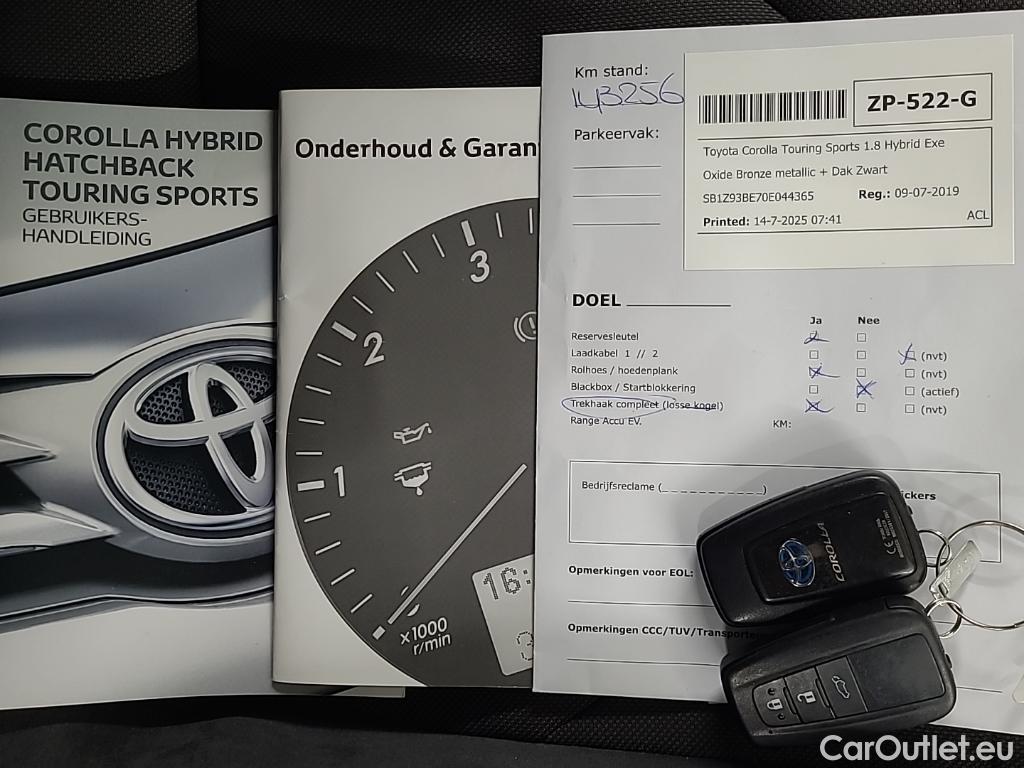 COROLLA HYBRID
HATCHBACK
TOURING SPORTS
GEBRUIKERS-
HANDLEIDING
Onderhoud & Garan
3
2
1
x1000
r/min
16:
Km stand:
143256
Parkeervak:
ZP-522-G
Toyota Corolla Touring Sports 1.8 Hybrid Exe
Oxide Bronze metallic + Dak Zwart
SB1Z93BE70E044365 Reg.: 09-07-2019
Printed: 14-7-2025 07:41 ACL
DOEL
Ja Nee
Reservesleutel
Laadkabel 1 // 2 (nvt)
Rolhoes / hoedenplank (nvt)
Blackbox / Startblokkering (actief)
Trekhaak compleet (losse kogel) (nvt)
Range Accu EV. KM:
Bedrijfsreclame (_ _ _ _ _ _ _ _ _ _ _ _) ickers
Opmerkingen voor EOL:
Opmerkingen CCC/TUV/Transporte
COROLLA
CarOutlet.eu